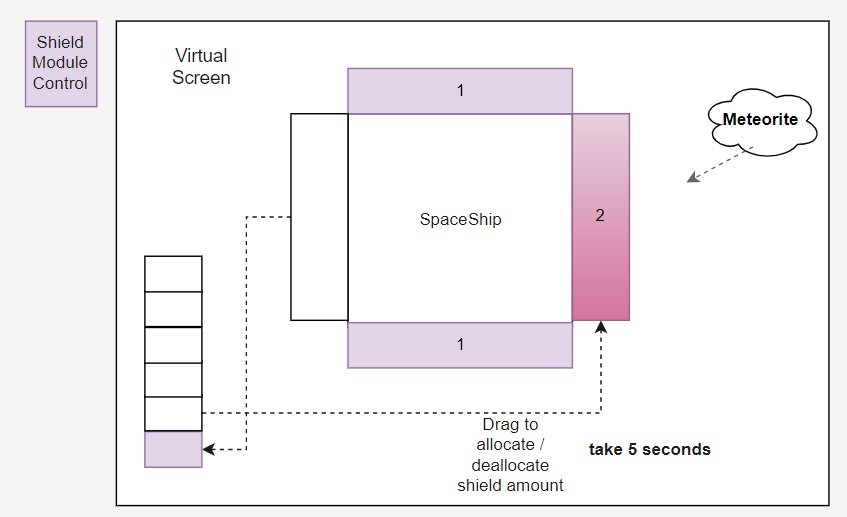 Shield
Module
Control
Virtual
Screen
1
Meteorite
SpaceShip
2
1
Drag to
allocate /
deallocate
shield amount
take 5 seconds